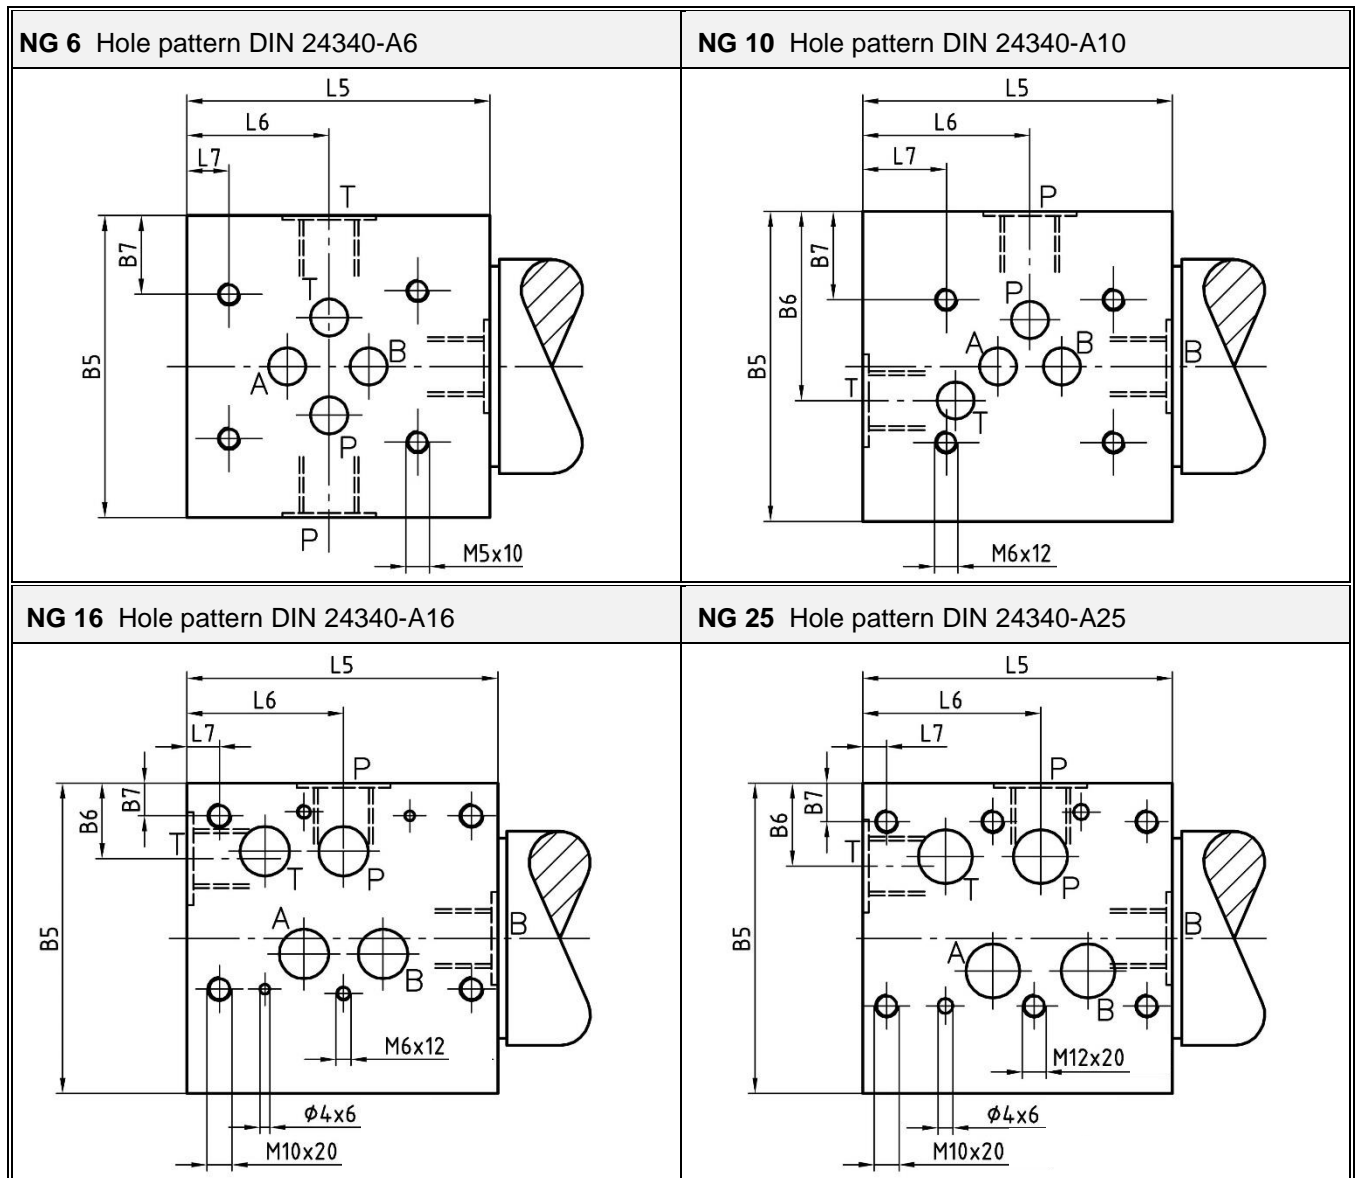 NG 6 Hole pattern DIN 24340-A6
L5
L6
L7
T
B7
B5
T
A
B
P
P
M5x10
NG 10 Hole pattern DIN 24340-A10
L5
L6
L7
P
B7
B6
B5
P
A
B
B
T
T
M6x12
NG 16 Hole pattern DIN 24340-A16
L5
L6
L7
P
B7
B6
T
T
P
B5
A
B
B
M6x12
ϕ4x6
M10x20
NG 25 Hole pattern DIN 24340-A25
L5
L6
L7
P
B7
B6
T
T
P
B5
A
B
B
M12x20
ϕ4x6
M10x20